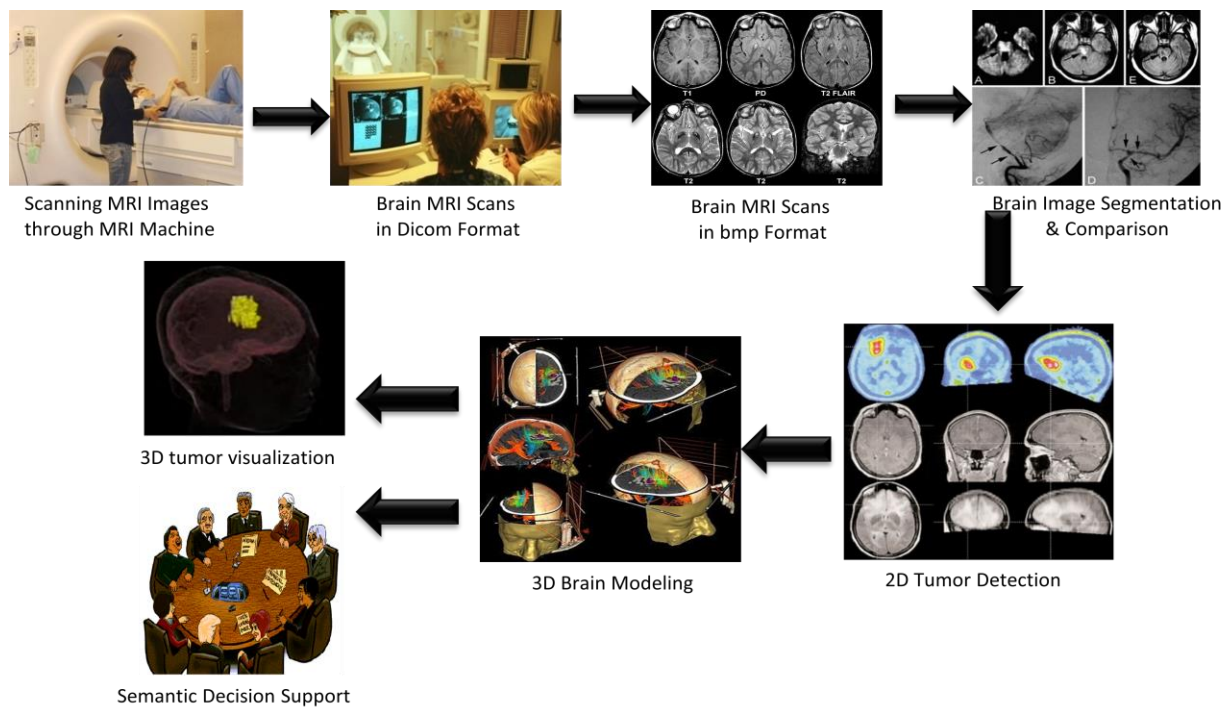 Scanning MRI Images
through MRI Machine
Brain MRI Scans
in Dicom Format
T1
PD
T2 FLAIR
T2
T2
T2
Brain MRI Scans
in bmp Format
A
B
E
C
D
Brain Image Segmentation
& Comparison
3D tumor visualization
3D Brain Modeling
2D Tumor Detection
Semantic Decision Support